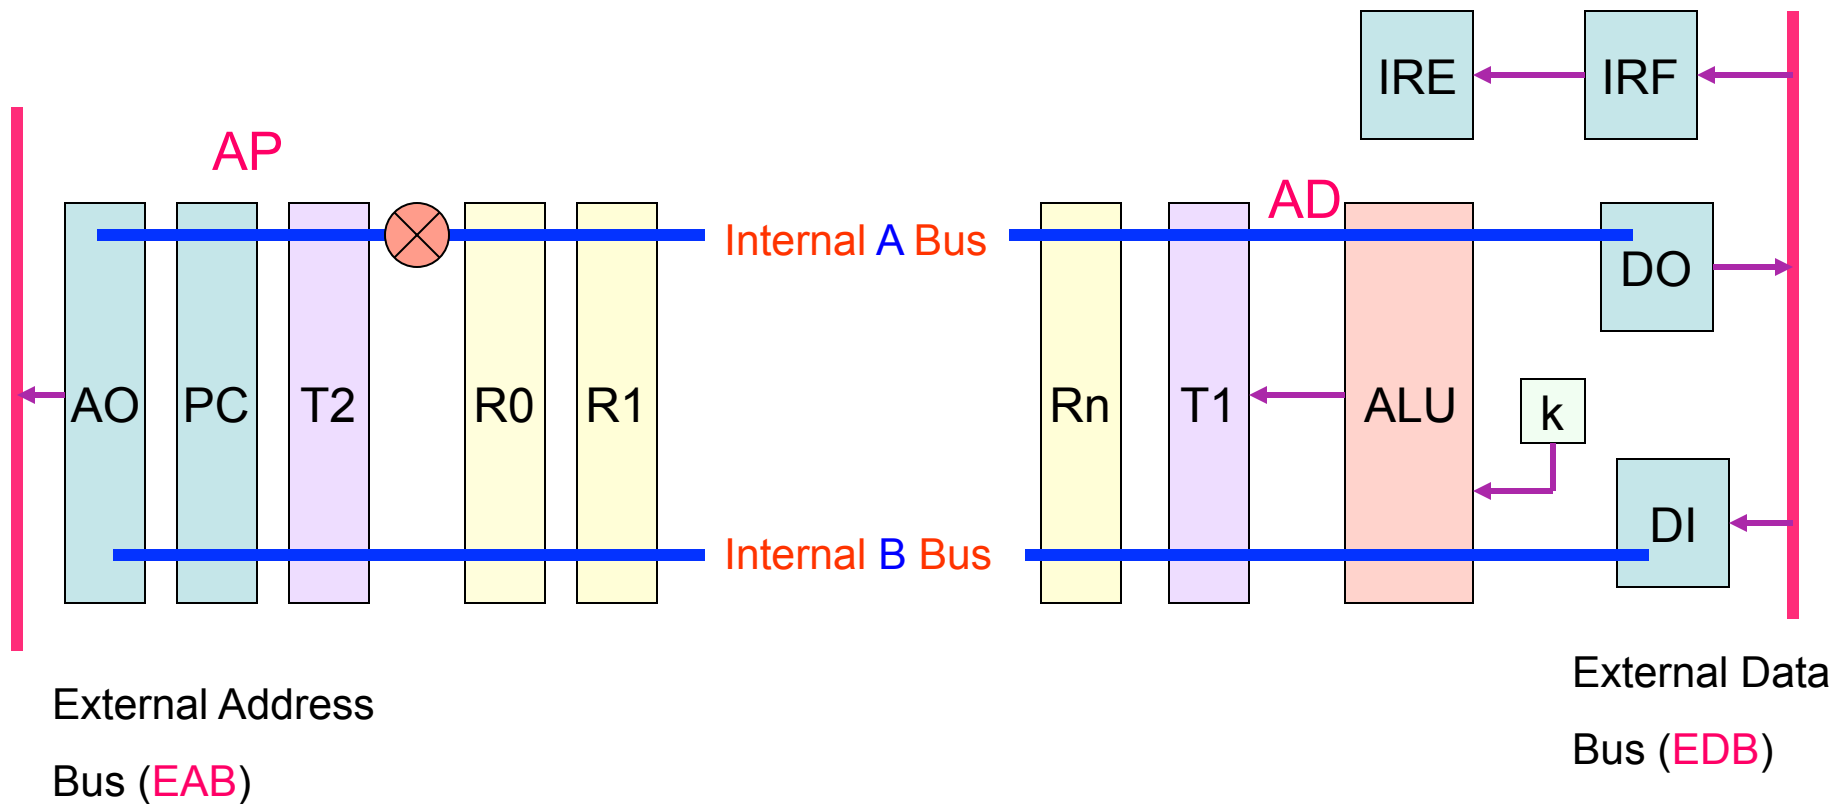 IRE
IRF
AP
AD
Internal A Bus
DO
AO
PC
T2
R0
R1
Rn
T1
ALU
k
DI
Internal B Bus
External Address
Bus (EAB)
External Data
Bus (EDB)